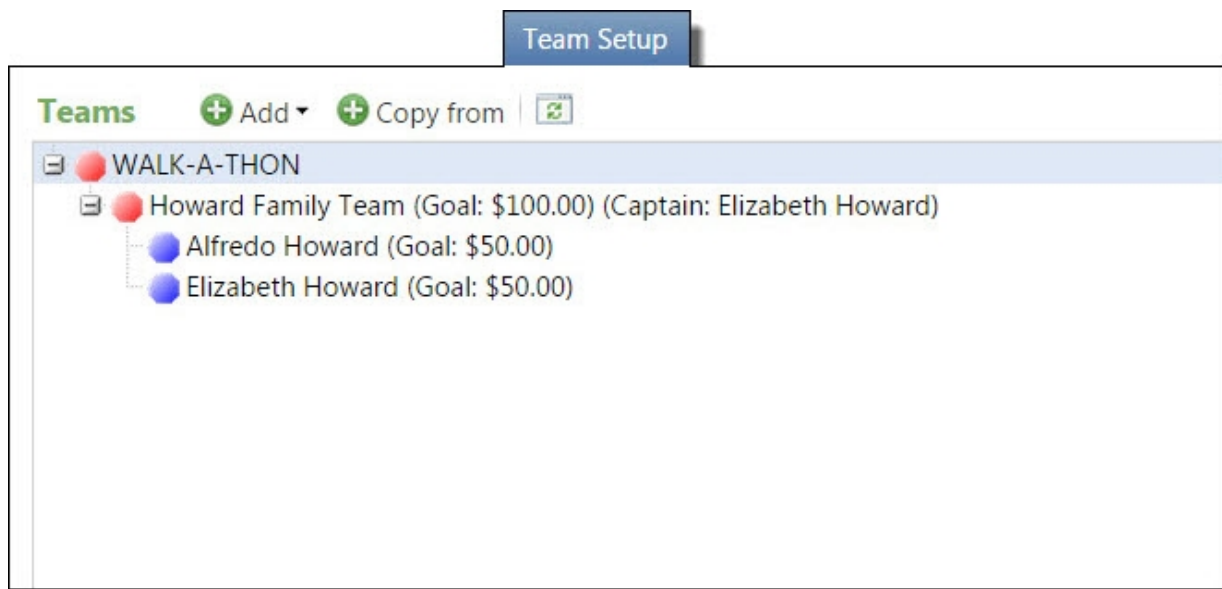 Team Setup
Teams Add Copy from
WALK-A-THON
Howard Family Team (Goal: $100.00) (Captain: Elizabeth Howard)
Alfredo Howard (Goal: $50.00)
Elizabeth Howard (Goal: $50.00)